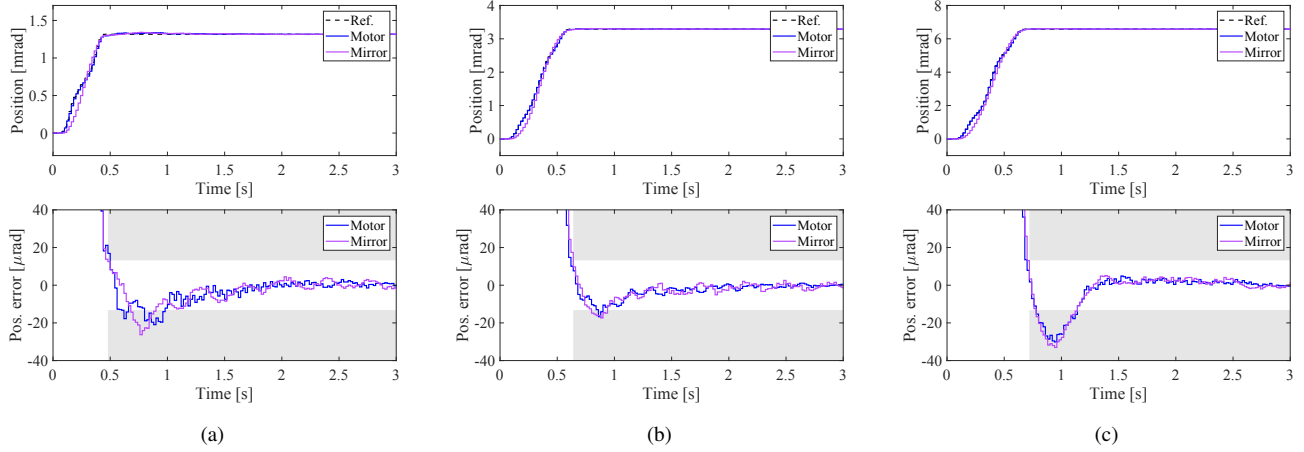 Position [mrad]
1.5
1
0.5
0
0 0.5 1 1.5 2 2.5 3
Time [s]
Ref.
Motor
Mirror
Pos. error [μrad]
40
20
0
-20
-40
0 0.5 1 1.5 2 2.5 3
Time [s]
Motor
Mirror
(a)
Position [mrad]
4
3
2
1
0
0 0.5 1 1.5 2 2.5 3
Time [s]
Ref.
Motor
Mirror
Pos. error [μrad]
40
20
0
-20
-40
0 0.5 1 1.5 2 2.5 3
Time [s]
Motor
Mirror
(b)
Position [mrad]
8
6
4
2
0
0 0.5 1 1.5 2 2.5 3
Time [s]
Ref.
Motor
Mirror
Pos. error [μrad]
40
20
0
-20
-40
0 0.5 1 1.5 2 2.5 3
Time [s]
Motor
Mirror
(c)